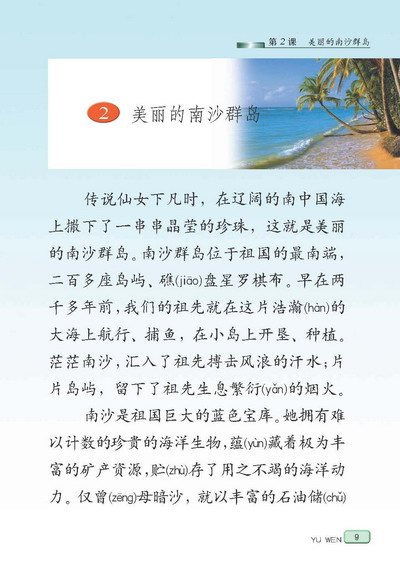 第2课 美丽的南沙群岛
2 美丽的南沙群岛
传说仙女下凡时，在辽阔的南中国海
上撒下了一串串晶莹的珍珠，这就是美丽
的南沙群岛。南沙群岛位于祖国的最南端，
二百多座岛屿、礁(jiāo)盘星罗棋布。早在两
千多年前，我们的祖先就在这片浩瀚(hàn)的
大海上航行、捕鱼，在小岛上开垦、种植。
茫茫南沙，汇入了祖先搏击风浪的汗水；片
片岛屿，留下了祖先生息繁衍(yǎn)的烟火。
南沙是祖国巨大的蓝色宝库。她拥有难
以计数的珍贵的海洋生物，蕴(yùn)藏着极为丰
富的矿产资源，贮(zhù)存了用之不竭的海洋动
力。仅曾(zēng)母暗沙，就以丰富的石油储(chǔ)
YU WEN 9